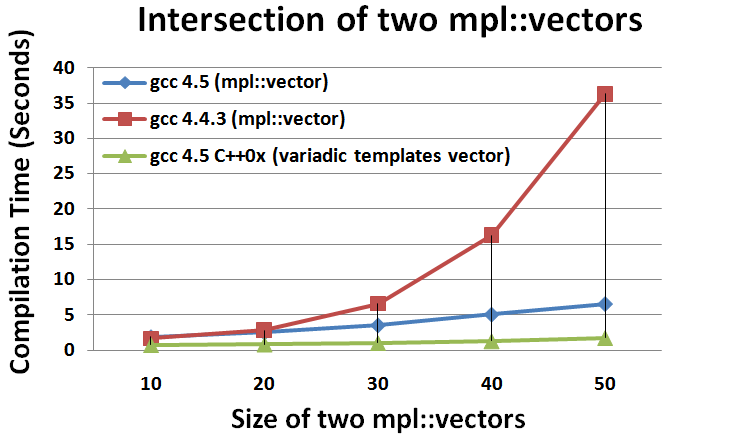 Intersection of two mpl::vectors
Compilation Time (Seconds)
40
35
30
25
20
15
10
5
0
gcc 4.5 (mpl::vector)
gcc 4.4.3 (mpl::vector)
gcc 4.5 C++0x (variadic templates vector)
10 20 30 40 50
Size of two mpl::vectors